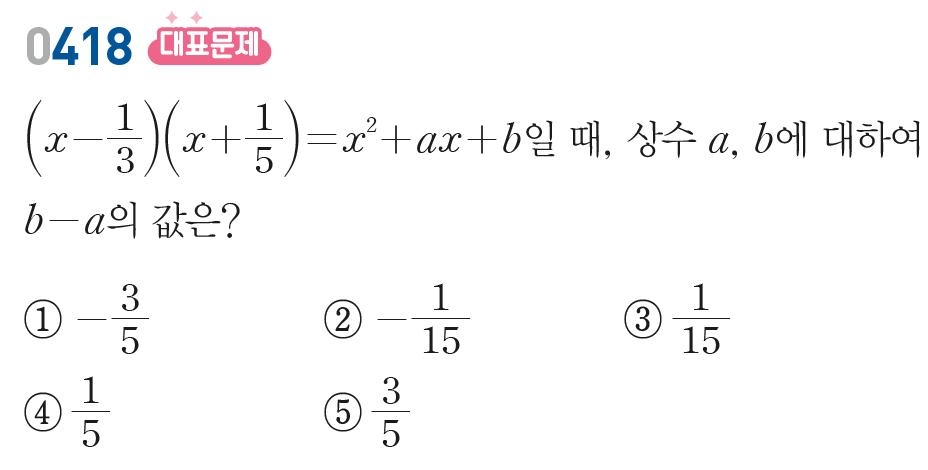 0418 대표문제
(x-1/3)(x+1/5)=x²+ax+b일 때, 상수 a, b에 대하여
b-a의 값은?
① -3/5 ② -1/15 ③ 1/15
④ 1/5 ⑤ 3/5